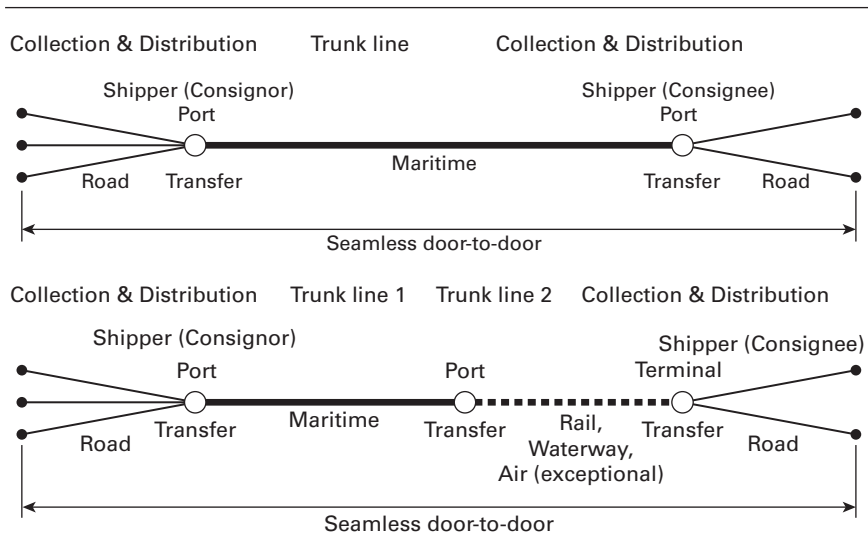 Collection & Distribution Trunk line Collection & Distribution
Shipper (Consignor) Shipper (Consignee)
Port Port
Maritime
Road Transfer Transfer Road
Seamless door-to-door
Collection & Distribution Trunk line 1 Trunk line 2 Collection & Distribution
Shipper (Consignor) Shipper (Consignee)
Port Port Terminal
Road Transfer Maritime Transfer Rail, Transfer Road
Waterway,
Air (exceptional)
Seamless door-to-door